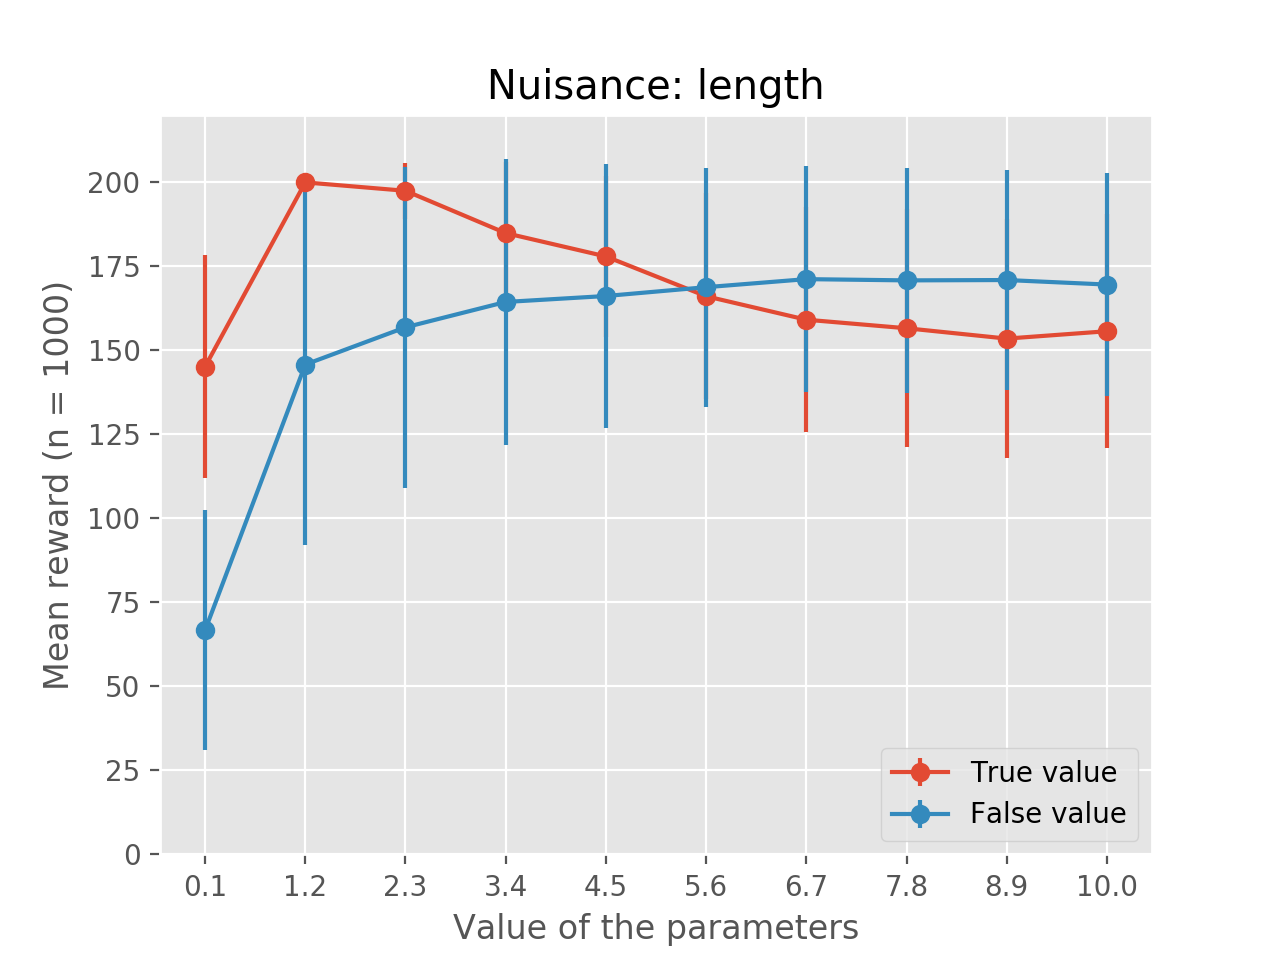 Nuisance: length
Mean reward (n = 1000)
200
175
150
125
100
75
50
25
0
0.1 1.2 2.3 3.4 4.5 5.6 6.7 7.8 8.9 10.0
Value of the parameters
True value
False value